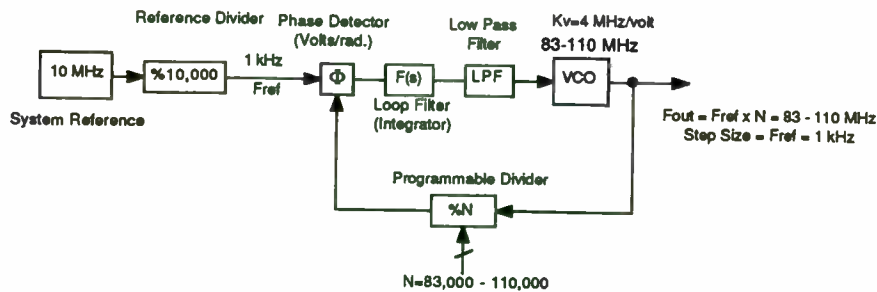 Reference Divider
Phase Detector
(Volts/rad.)
Low Pass
Filter
Kv=4 MHz/volt
83-110 MHz
10 MHz
%10,000
1 kHz
Fref
Φ
F(s)
LPF
VCO
System Reference
Loop Filter
(Integrator)
Fout = Fref x N = 83 - 110 MHz
Step Size = Fref = 1 kHz
Programmable Divider
%N
N=83,000 - 110,000